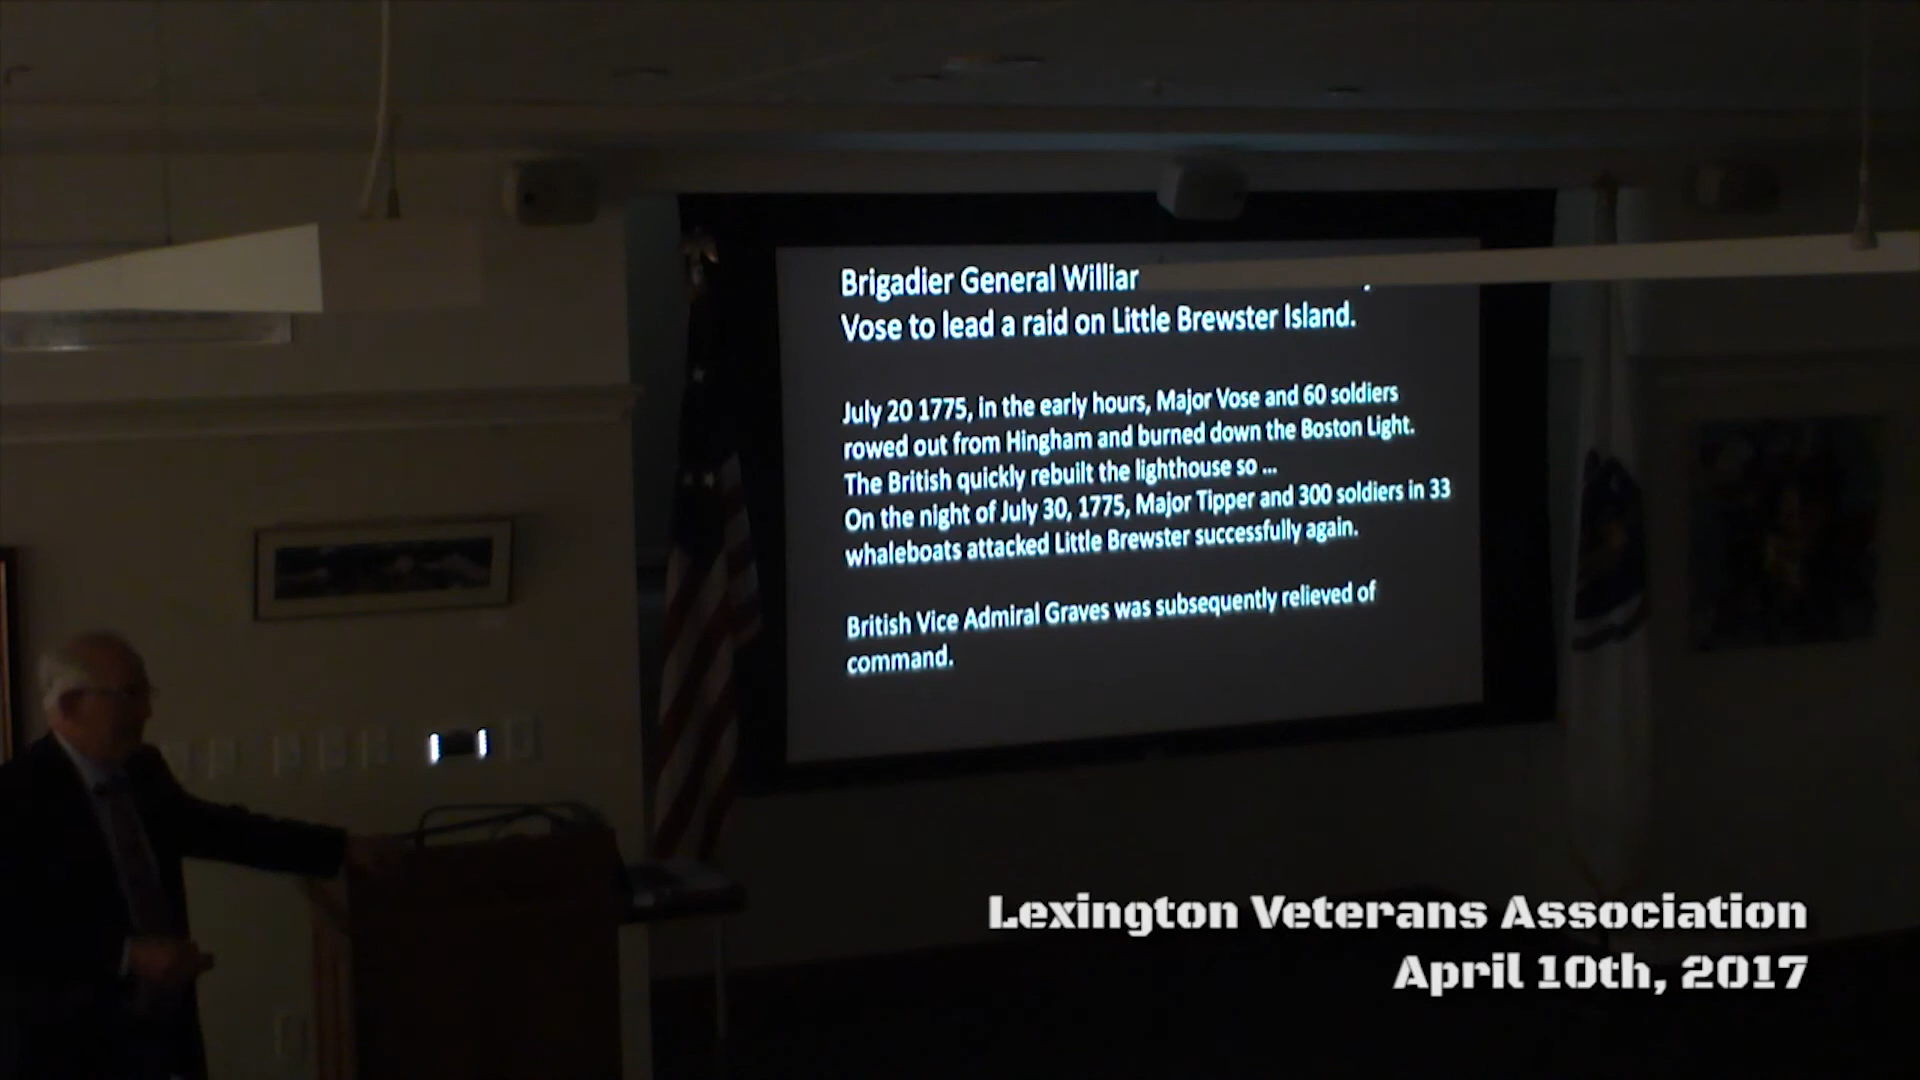 Brigadier General
Vose to lead a raid on Little Brewster Island.
July 20 1775, in the early hours, Major Vose and 60 soldiers
rowed out from Hingham and burned down the Boston Light.
The British quickly rebuilt the lighthouse so ...
On the night of July 30, 1775, Major Tipper and 300 soldiers in 33
whaleboats attacked Little Brewster successfully again.
British Vice Admiral Graves was subsequently relieved of
command.
Lexington Veterans Association
April 10th, 2017